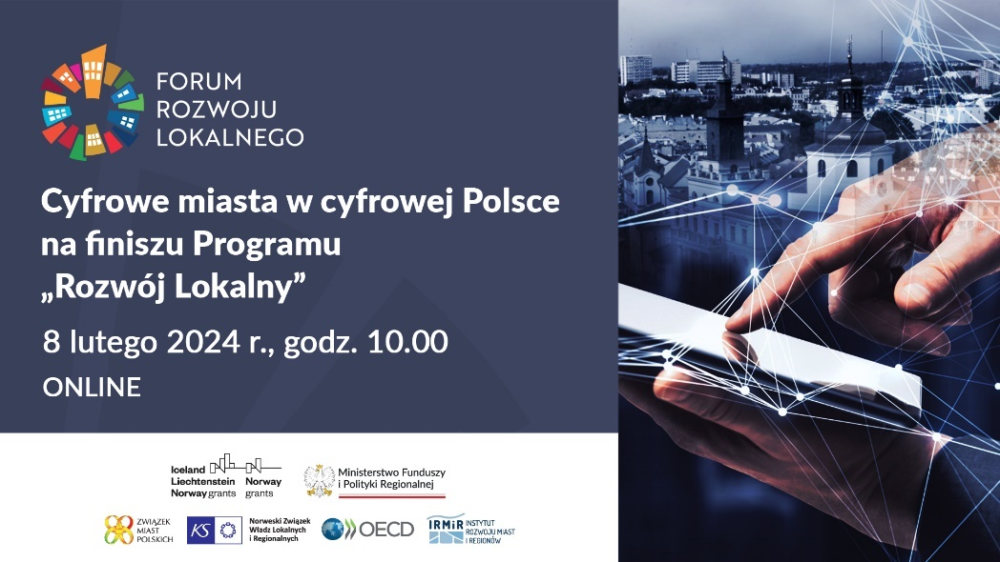 FORUM
ROZWOJU
LOKALNEGO
Cyfrowe miasta w cyfrowej Polsce
na finiszu Programu
„Rozwój Lokalny”
8 lutego 2024 r., godz. 10.00
ONLINE
Iceland
Liechtenstein
Norway grants
Norway
grants
Ministerstwo Funduszy
i Polityki Regionalnej
ZWIĄZEK
MIAST
POLSKICH
KS
Norweski Związek
Władz Lokalnych
i Regionalnych
OECD
IRMiR
INSTYTUT
ROZWOJU MIAST
I REGIONÓW